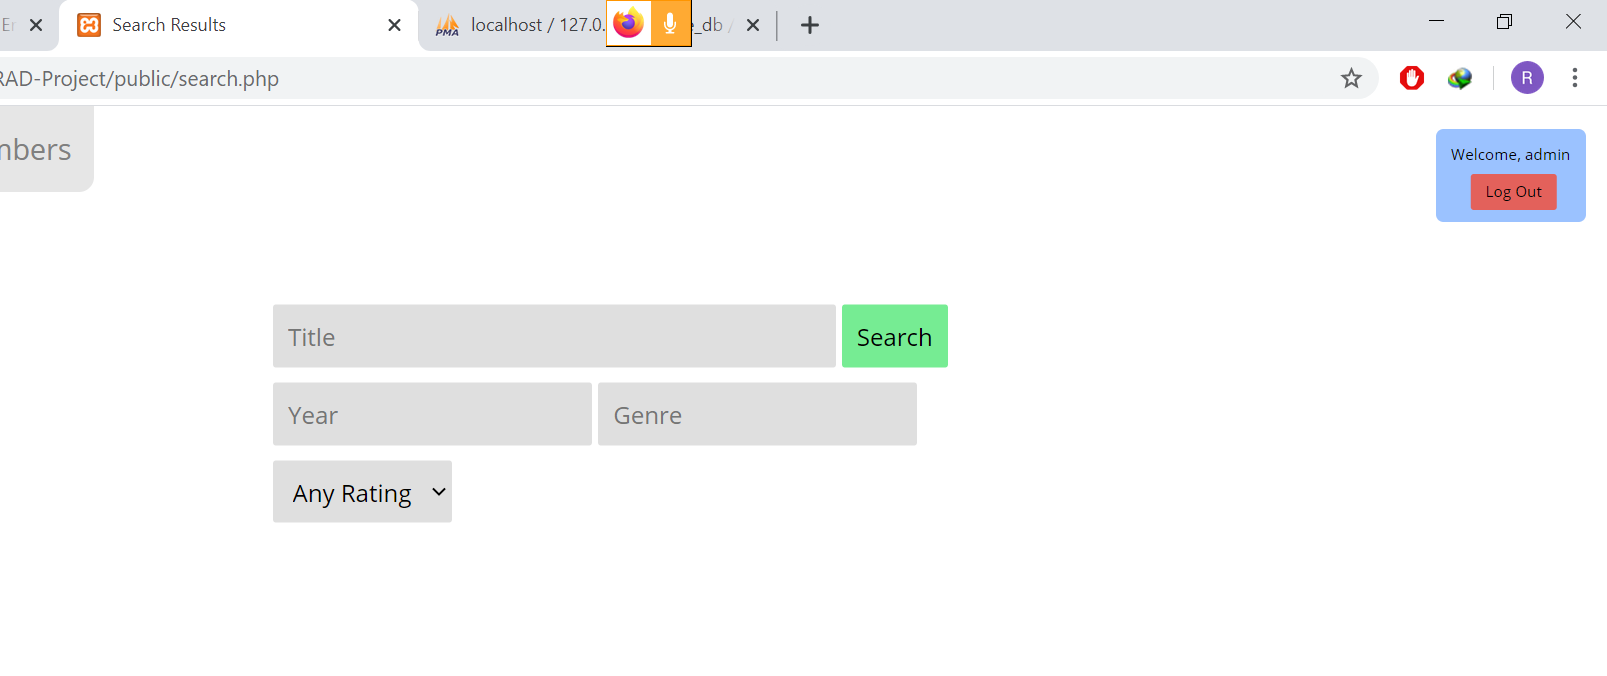 Search Results
localhost / 127.0. _db /
RAD-Project/public/search.php
R
mbers
Welcome, admin
Log Out
Title
Search
Year
Genre
Any Rating